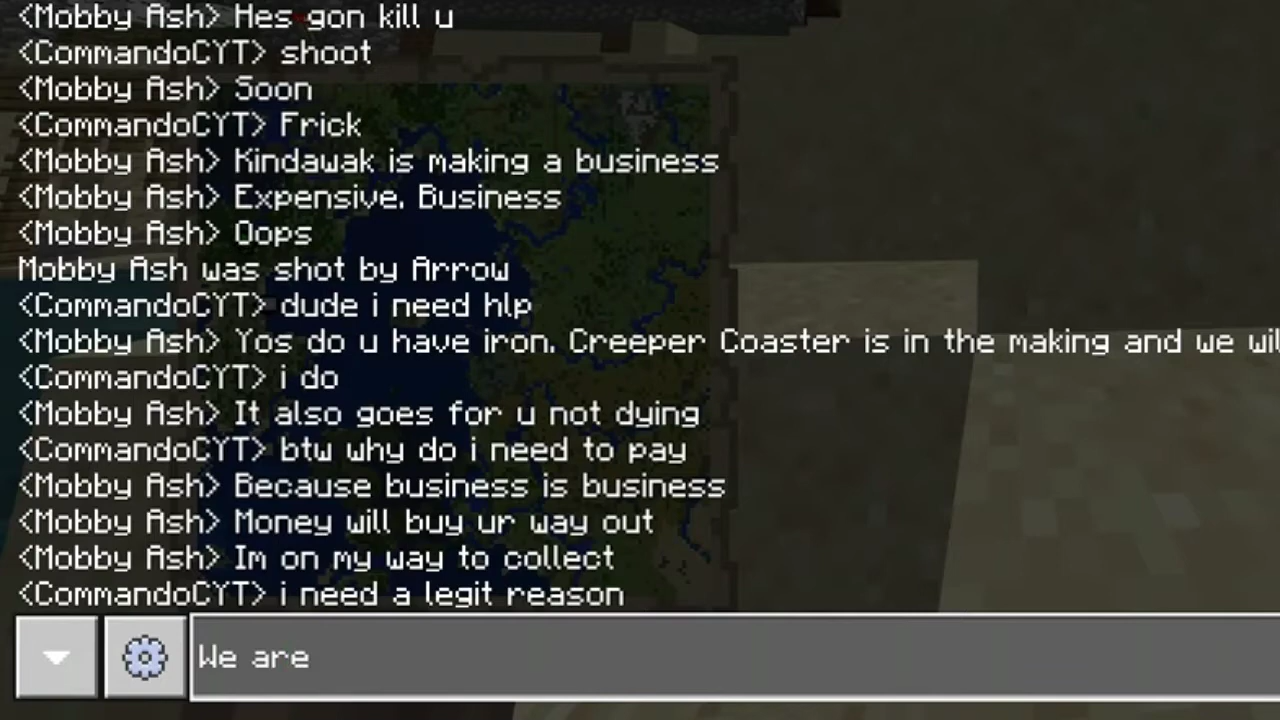 <Mobby Ash> Hes gon kill u
<CommandoCYT> shoot
<Mobby Ash> Soon
<CommandoCYT> Frick
<Mobby Ash> Kindawak is making a business
<Mobby Ash> Expensive. Business
<Mobby Ash> Oops
Mobby Ash was shot by Arrow
<CommandoCYT> dude i need hlp
<Mobby Ash> Yos do u have iron. Creeper Coaster is in the making and we wil
<CommandoCYT> i do
<Mobby Ash> It also goes for u not dying
<CommandoCYT> btw why do i need to pay
<Mobby Ash> Because business is business
<Mobby Ash> Money will buy ur way out
<Mobby Ash> Im on my way to collect
<CommandoCYT> i need a legit reason
We are